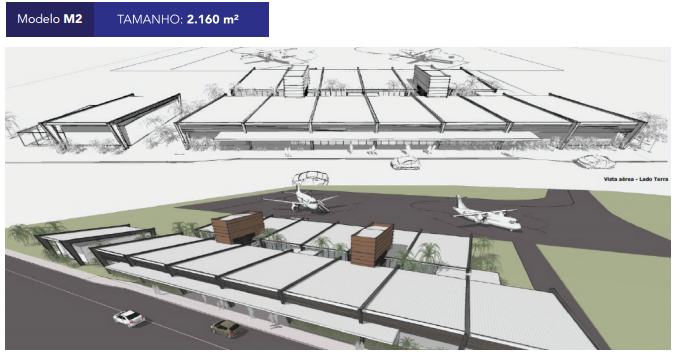 Modelo M2
TAMANHO: 2.160 m²
Vista aérea - Lado Terra